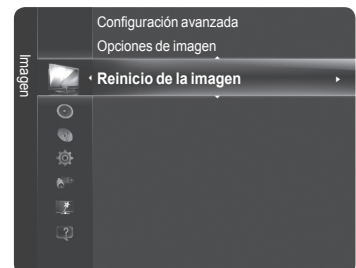 Imagen
Configuración avanzada
Opciones de imagen
Reinicio de la imagen